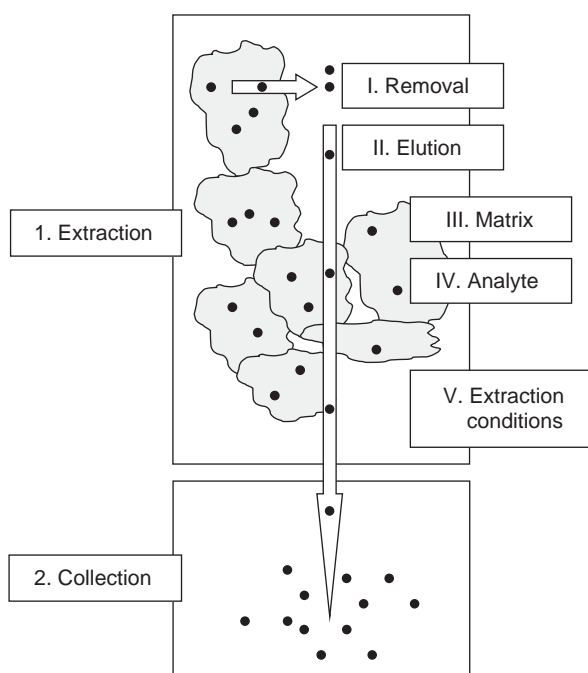 I. Removal
II. Elution
1. Extraction
III. Matrix
IV. Analyte
V. Extraction
conditions
2. Collection